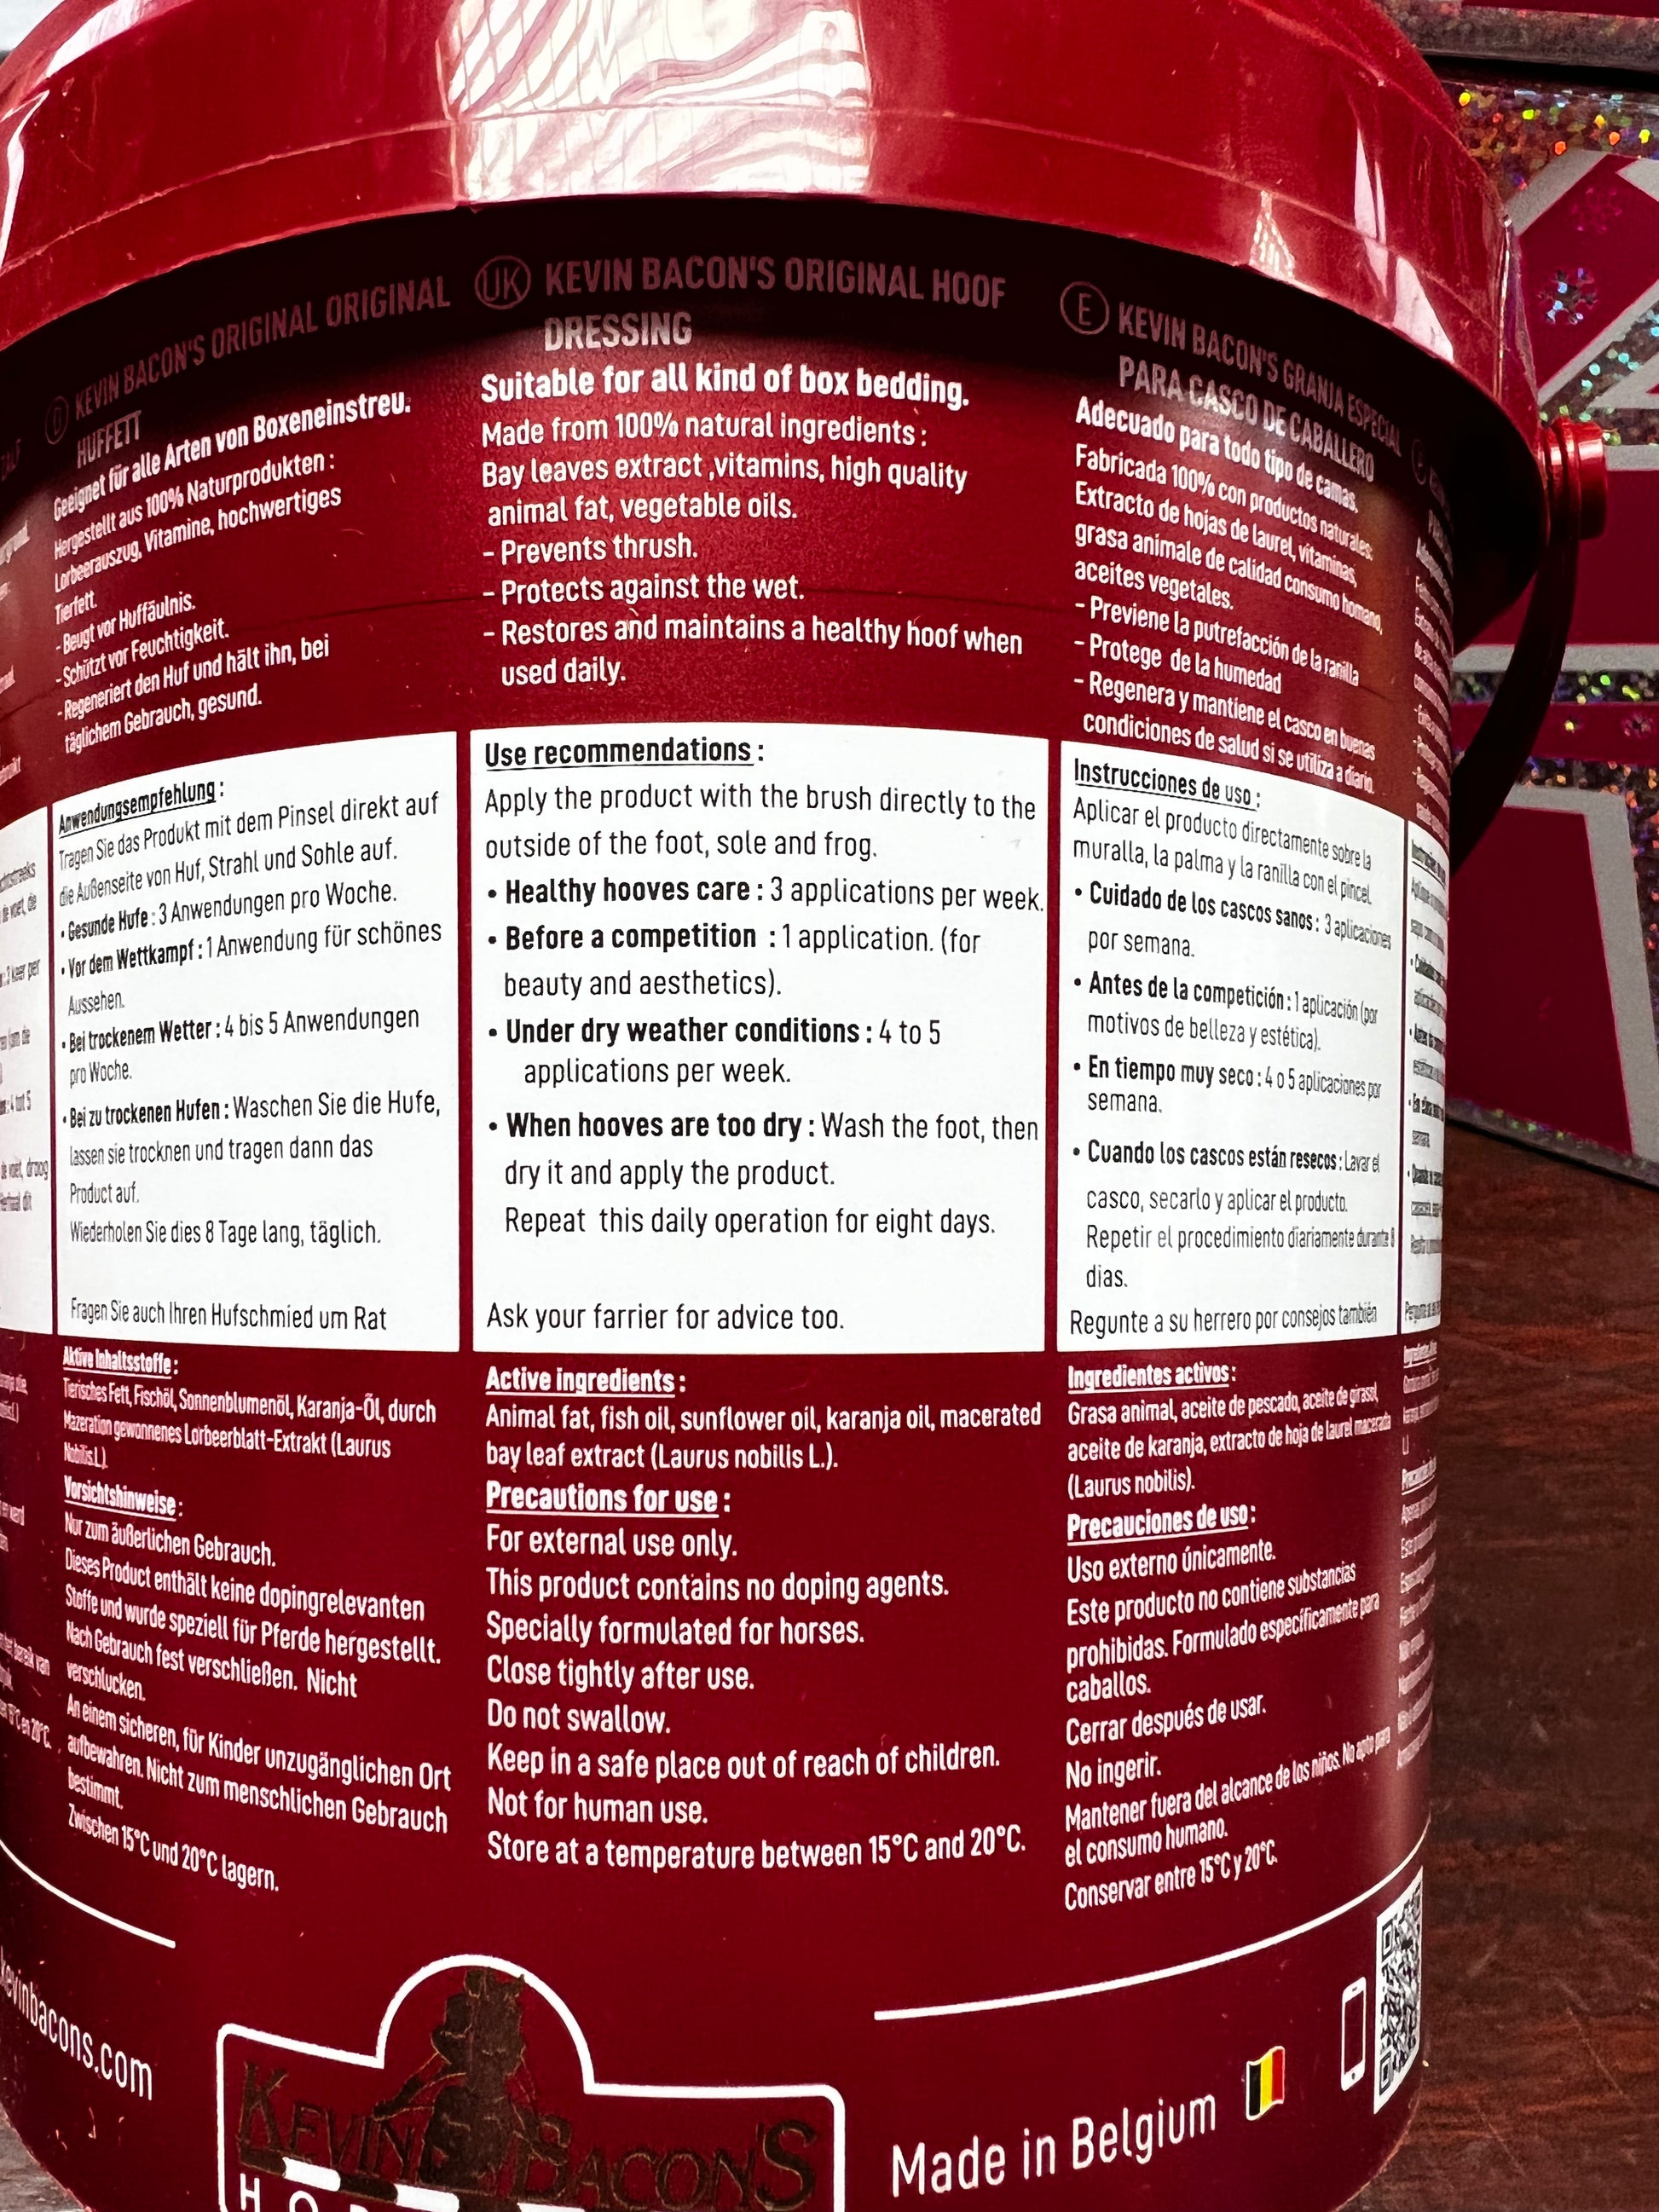 D KEVIN BACON'S ORIGINAL ORIGINAL
HUFFETT
Geeignet für alle Arten von Boxeneinstreu.
Hergestellt aus 100% Naturprodukten :
Lorbeerauszug, Vitamine, hochwertiges
Tierfett.
- Beugt vor Huffäulnis.
- Schützt vor Feuchtigkeit.
- Regeneriert den Huf und hält ihn, bei
täglichem Gebrauch, gesund.
Anwendungsempfehlung :
Tragen Sie das Produkt mit dem Pinsel direkt auf
die Außenseite von Huf, Strahl und Sohle auf.
• Gesunde Hufe : 3 Anwendungen pro Woche.
• Vor dem Wettkampf : 1 Anwendung für schönes
Aussehen.
• Bei trockenem Wetter : 4 bis 5 Anwendungen
pro Woche.
• Bei zu trockenen Hufen : Waschen Sie die Hufe,
lassen sie trocknen und tragen dann das
Product auf.
Wiederholen Sie dies 8 Tage lang, täglich.
Fragen Sie auch Ihren Hufschmied um Rat
Aktive Inhaltsstoffe :
Tierisches Fett, Fischöl, Sonnenblumenöl, Karanja-Öl, durch
Mazeration gewonnenes Lorbeerblatt-Extrakt (Laurus
Nobilis L.).
Vorsichtshinweise :
Nur zum äußerlichen Gebrauch.
Dieses Product enthält keine dopingrelevanten
Stoffe und wurde speziell für Pferde hergestellt.
Nach Gebrauch fest verschließen. Nicht
verschlucken.
An einem sicheren, für Kinder unzugänglichen Ort
aufbewahren. Nicht zum menschlichen Gebrauch
bestimmt.
Zwischen 15°C und 20°C lagern.
UK KEVIN BACON'S ORIGINAL HOOF
DRESSING
Suitable for all kind of box bedding.
Made from 100% natural ingredients :
Bay leaves extract ,vitamins, high quality
animal fat, vegetable oils.
- Prevents thrush.
- Protects against the wet.
- Restores and maintains a healthy hoof when
used daily.
Use recommendations :
Apply the product with the brush directly to the
outside of the foot, sole and frog.
• Healthy hooves care : 3 applications per week.
• Before a competition : 1 application. (for
beauty and aesthetics).
• Under dry weather conditions : 4 to 5
applications per week.
• When hooves are too dry : Wash the foot, then
dry it and apply the product.
Repeat this daily operation for eight days.
Ask your farrier for advice too.
Active ingredients :
Animal fat, fish oil, sunflower oil, karanja oil, macerated
bay leaf extract (Laurus nobilis L.).
Precautions for use :
For external use only.
This product contains no doping agents.
Specially formulated for horses.
Close tightly after use.
Do not swallow.
Keep in a safe place out of reach of children.
Not for human use.
Store at a temperature between 15°C and 20°C.
E KEVIN BACON'S GRANJA ESPECIAL
PARA CASCO DE CABALLERO
Adecuado para todo tipo de camas.
Fabricada 100% con productos naturales:
Extracto de hojas de laurel, vitaminas,
grasa animale de calidad consumo homano,
aceites vegetales.
- Previene la putrefacción de la ranilla
- Protege de la humedad
- Regenera y mantiene el casco en buenas
condiciones de salud si se utiliza a diario.
Instrucciones de uso :
Aplicar el producto directamente sobre la
muralla, la palma y la ranilla con el pincel.
• Cuidado de los cascos sanos : 3 aplicaciones
por semana.
• Antes de la competición : 1 aplicación (por
motivos de belleza y estética).
• En tiempo muy seco : 4 o 5 aplicaciones por
semana.
• Cuando los cascos están resecos : Lavar el
casco, secarlo y aplicar el producto.
Repetir el procedimiento diariamente durante 8
dias.
Regunte a su herrero por consejos también
Ingredientes activos :
Grasa animal, aceite de pescado, aceite de girasol,
aceite de karanja, extracto de hoja de laurel macerada
(Laurus nobilis).
Precauciones de uso :
Uso externo únicamente.
Este producto no contiene substancias
prohibidas. Formulado específicamente para
caballos.
Cerrar después de usar.
No ingerir.
Mantener fuera del alcance de los niños. No apto para
el consumo humano.
Conservar entre 15°C y 20°C.
kevinbacons.com
KEVIN BACON'S
Made in Belgium